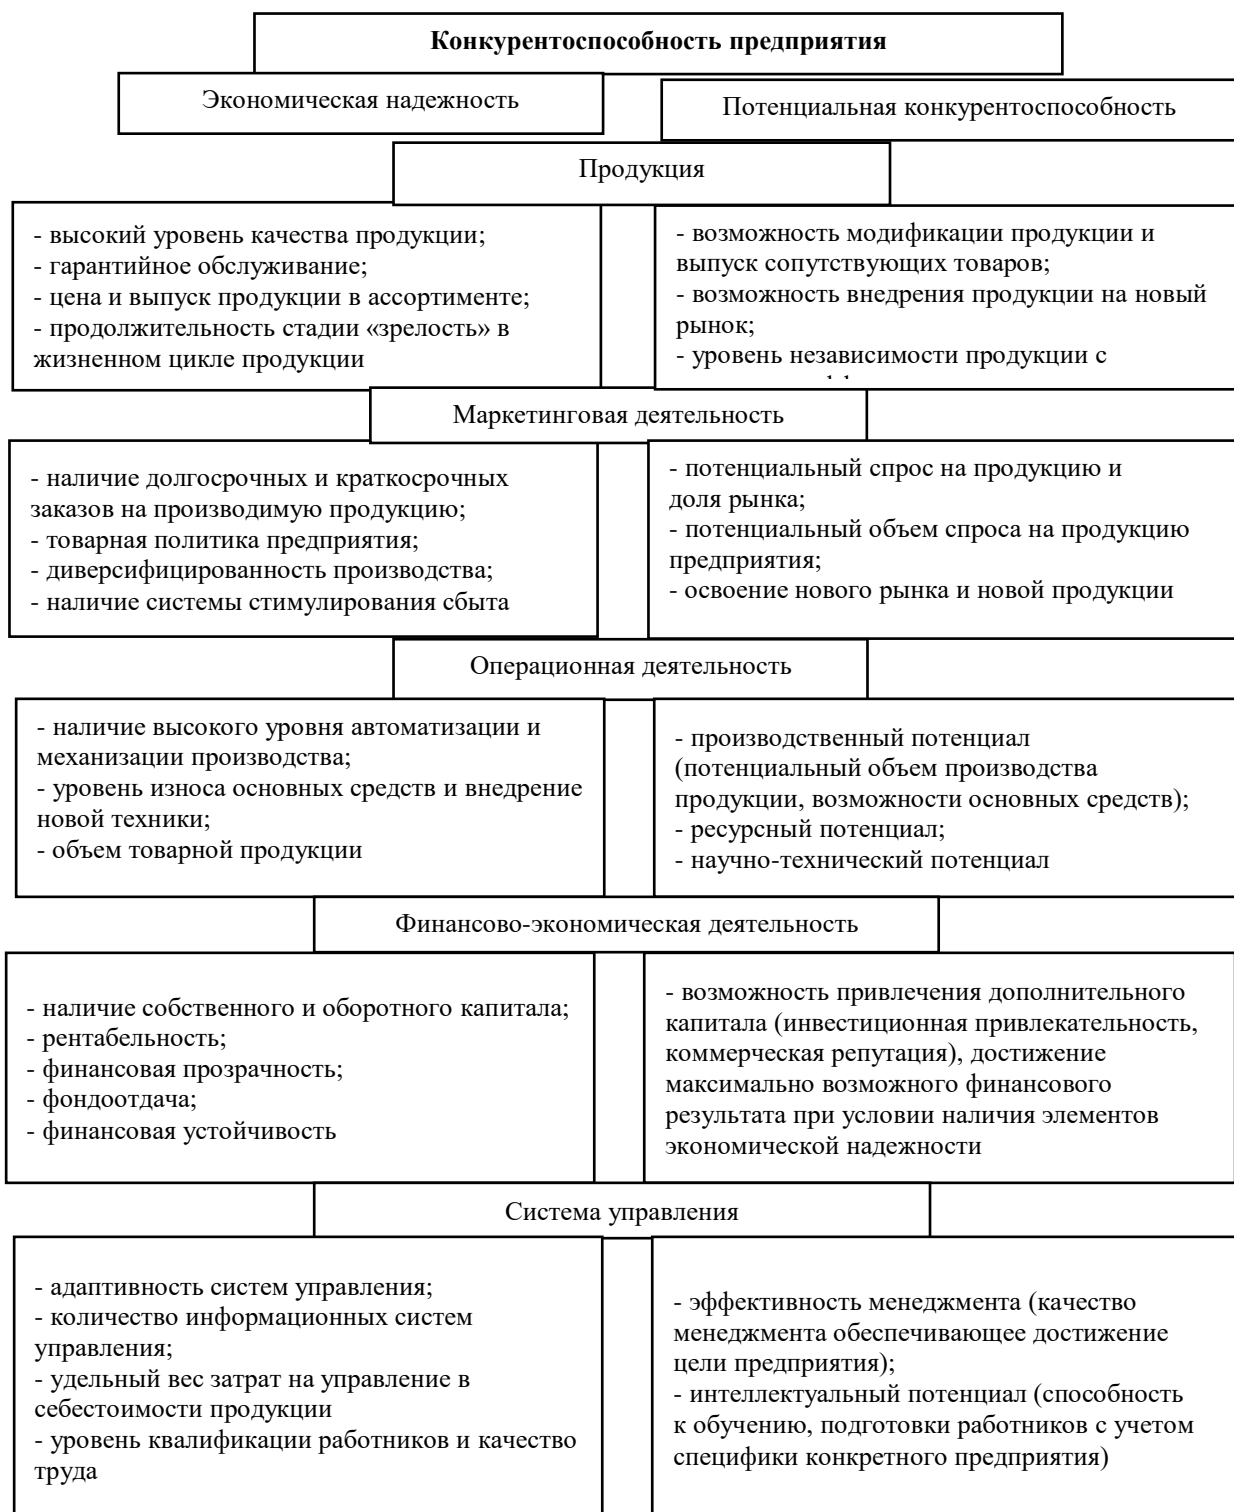 Конкурентоспособность предприятия
Экономическая надежность
Потенциальная конкурентоспособность
Продукция
- высокий уровень качества продукции;
- гарантийное обслуживание;
- цена и выпуск продукции в ассортименте;
- продолжительность стадии «зрелость» в
жизненном цикле продукции
- возможность модификации продукции и
выпуск сопутствующих товаров;
- возможность внедрения продукции на новый
рынок;
- уровень независимости продукции с
Маркетинговая деятельность
- наличие долгосрочных и краткосрочных
заказов на производимую продукцию;
- товарная политика предприятия;
- диверсифицированность производства;
- наличие системы стимулирования сбыта
- потенциальный спрос на продукцию и
доля рынка;
- потенциальный объем спроса на продукцию
предприятия;
- освоение нового рынка и новой продукции
Операционная деятельность
- наличие высокого уровня автоматизации и
механизации производства;
- уровень износа основных средств и внедрение
новой техники;
- объем товарной продукции
- производственный потенциал
(потенциальный объем производства
продукции, возможности основных средств);
- ресурсный потенциал;
- научно-технический потенциал
Финансово-экономическая деятельность
- наличие собственного и оборотного капитала;
- рентабельность;
- финансовая прозрачность;
- фондоотдача;
- финансовая устойчивость
- возможность привлечения дополнительного
капитала (инвестиционная привлекательность,
коммерческая репутация), достижение
максимально возможного финансового
результата при условии наличия элементов
экономической надежности
Система управления
- адаптивность систем управления;
- количество информационных систем
управления;
- удельный вес затрат на управление в
себестоимости продукции
- уровень квалификации работников и качество
труда
- эффективность менеджмента (качество
менеджмента обеспечивающее достижение
цели предприятия);
- интеллектуальный потенциал (способность
к обучению, подготовки работников с учетом
специфики конкретного предприятия)